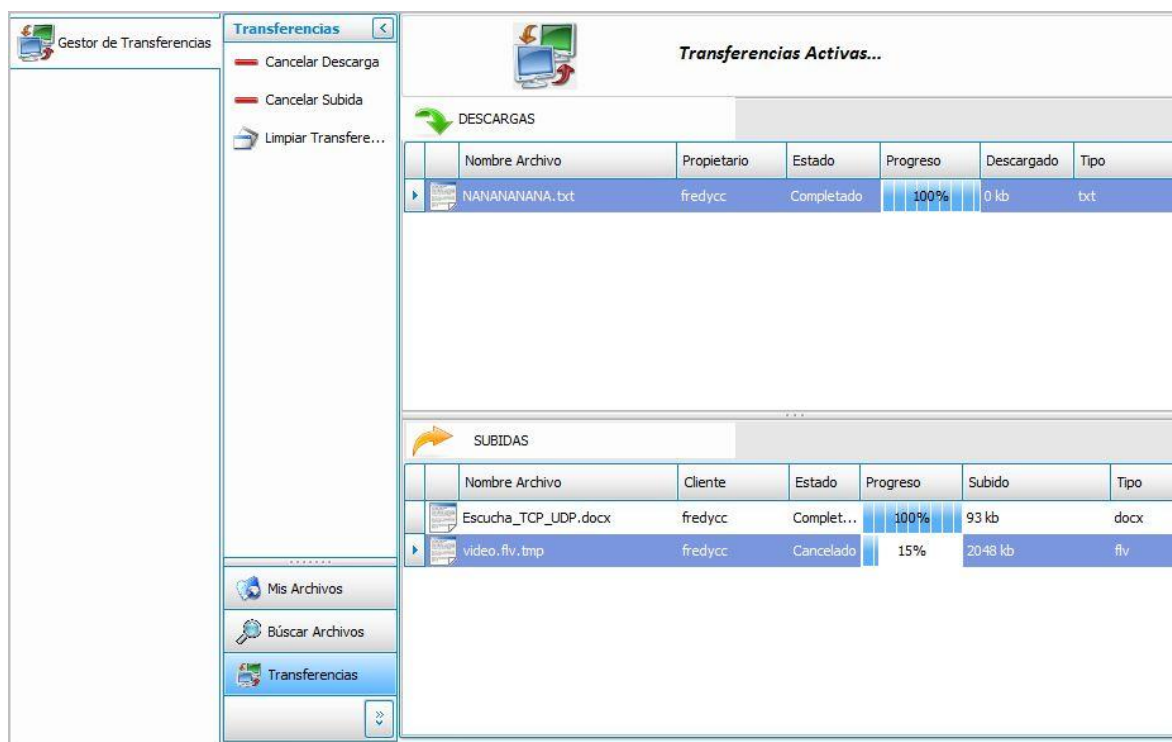 Gestor de Transferencias
Transferencias
Cancelar Descarga
Cancelar Subida
Limpiar Transfere...
Mis Archivos
Búscar Archivos
Transferencias
Transferencias Activas...
DESCARGAS
Nombre Archivo Propietario Estado Progreso Descargado Tipo
NANANANANA.txt fredycc Completado 100% 0 kb txt
SUBIDAS
Nombre Archivo Cliente Estado Progreso Subido Tipo
Escucha_TCP_UDP.docx fredycc Complet... 100% 93 kb docx
video.flv.tmp fredycc Cancelado 15% 2048 kb flv